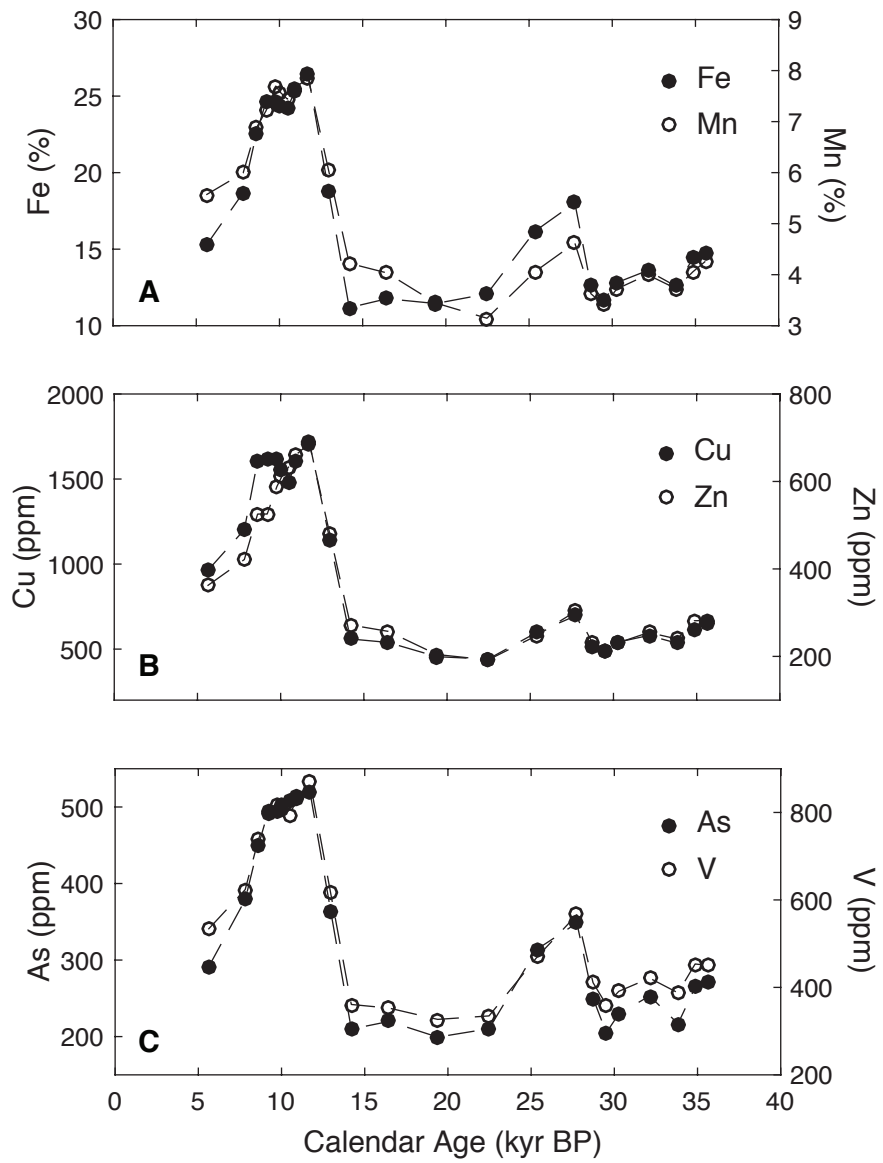 30
25
20
15
10
Fe (%)
9
8
7
6
5
4
3
Mn (%)
Fe
Mn
A
2000
1500
1000
500
Cu (ppm)
800
600
400
200
Zn (ppm)
Cu
Zn
B
500
400
300
200
As (ppm)
800
600
400
200
V (ppm)
As
V
C
0 5 10 15 20 25 30 35 40
Calendar Age (kyr BP)